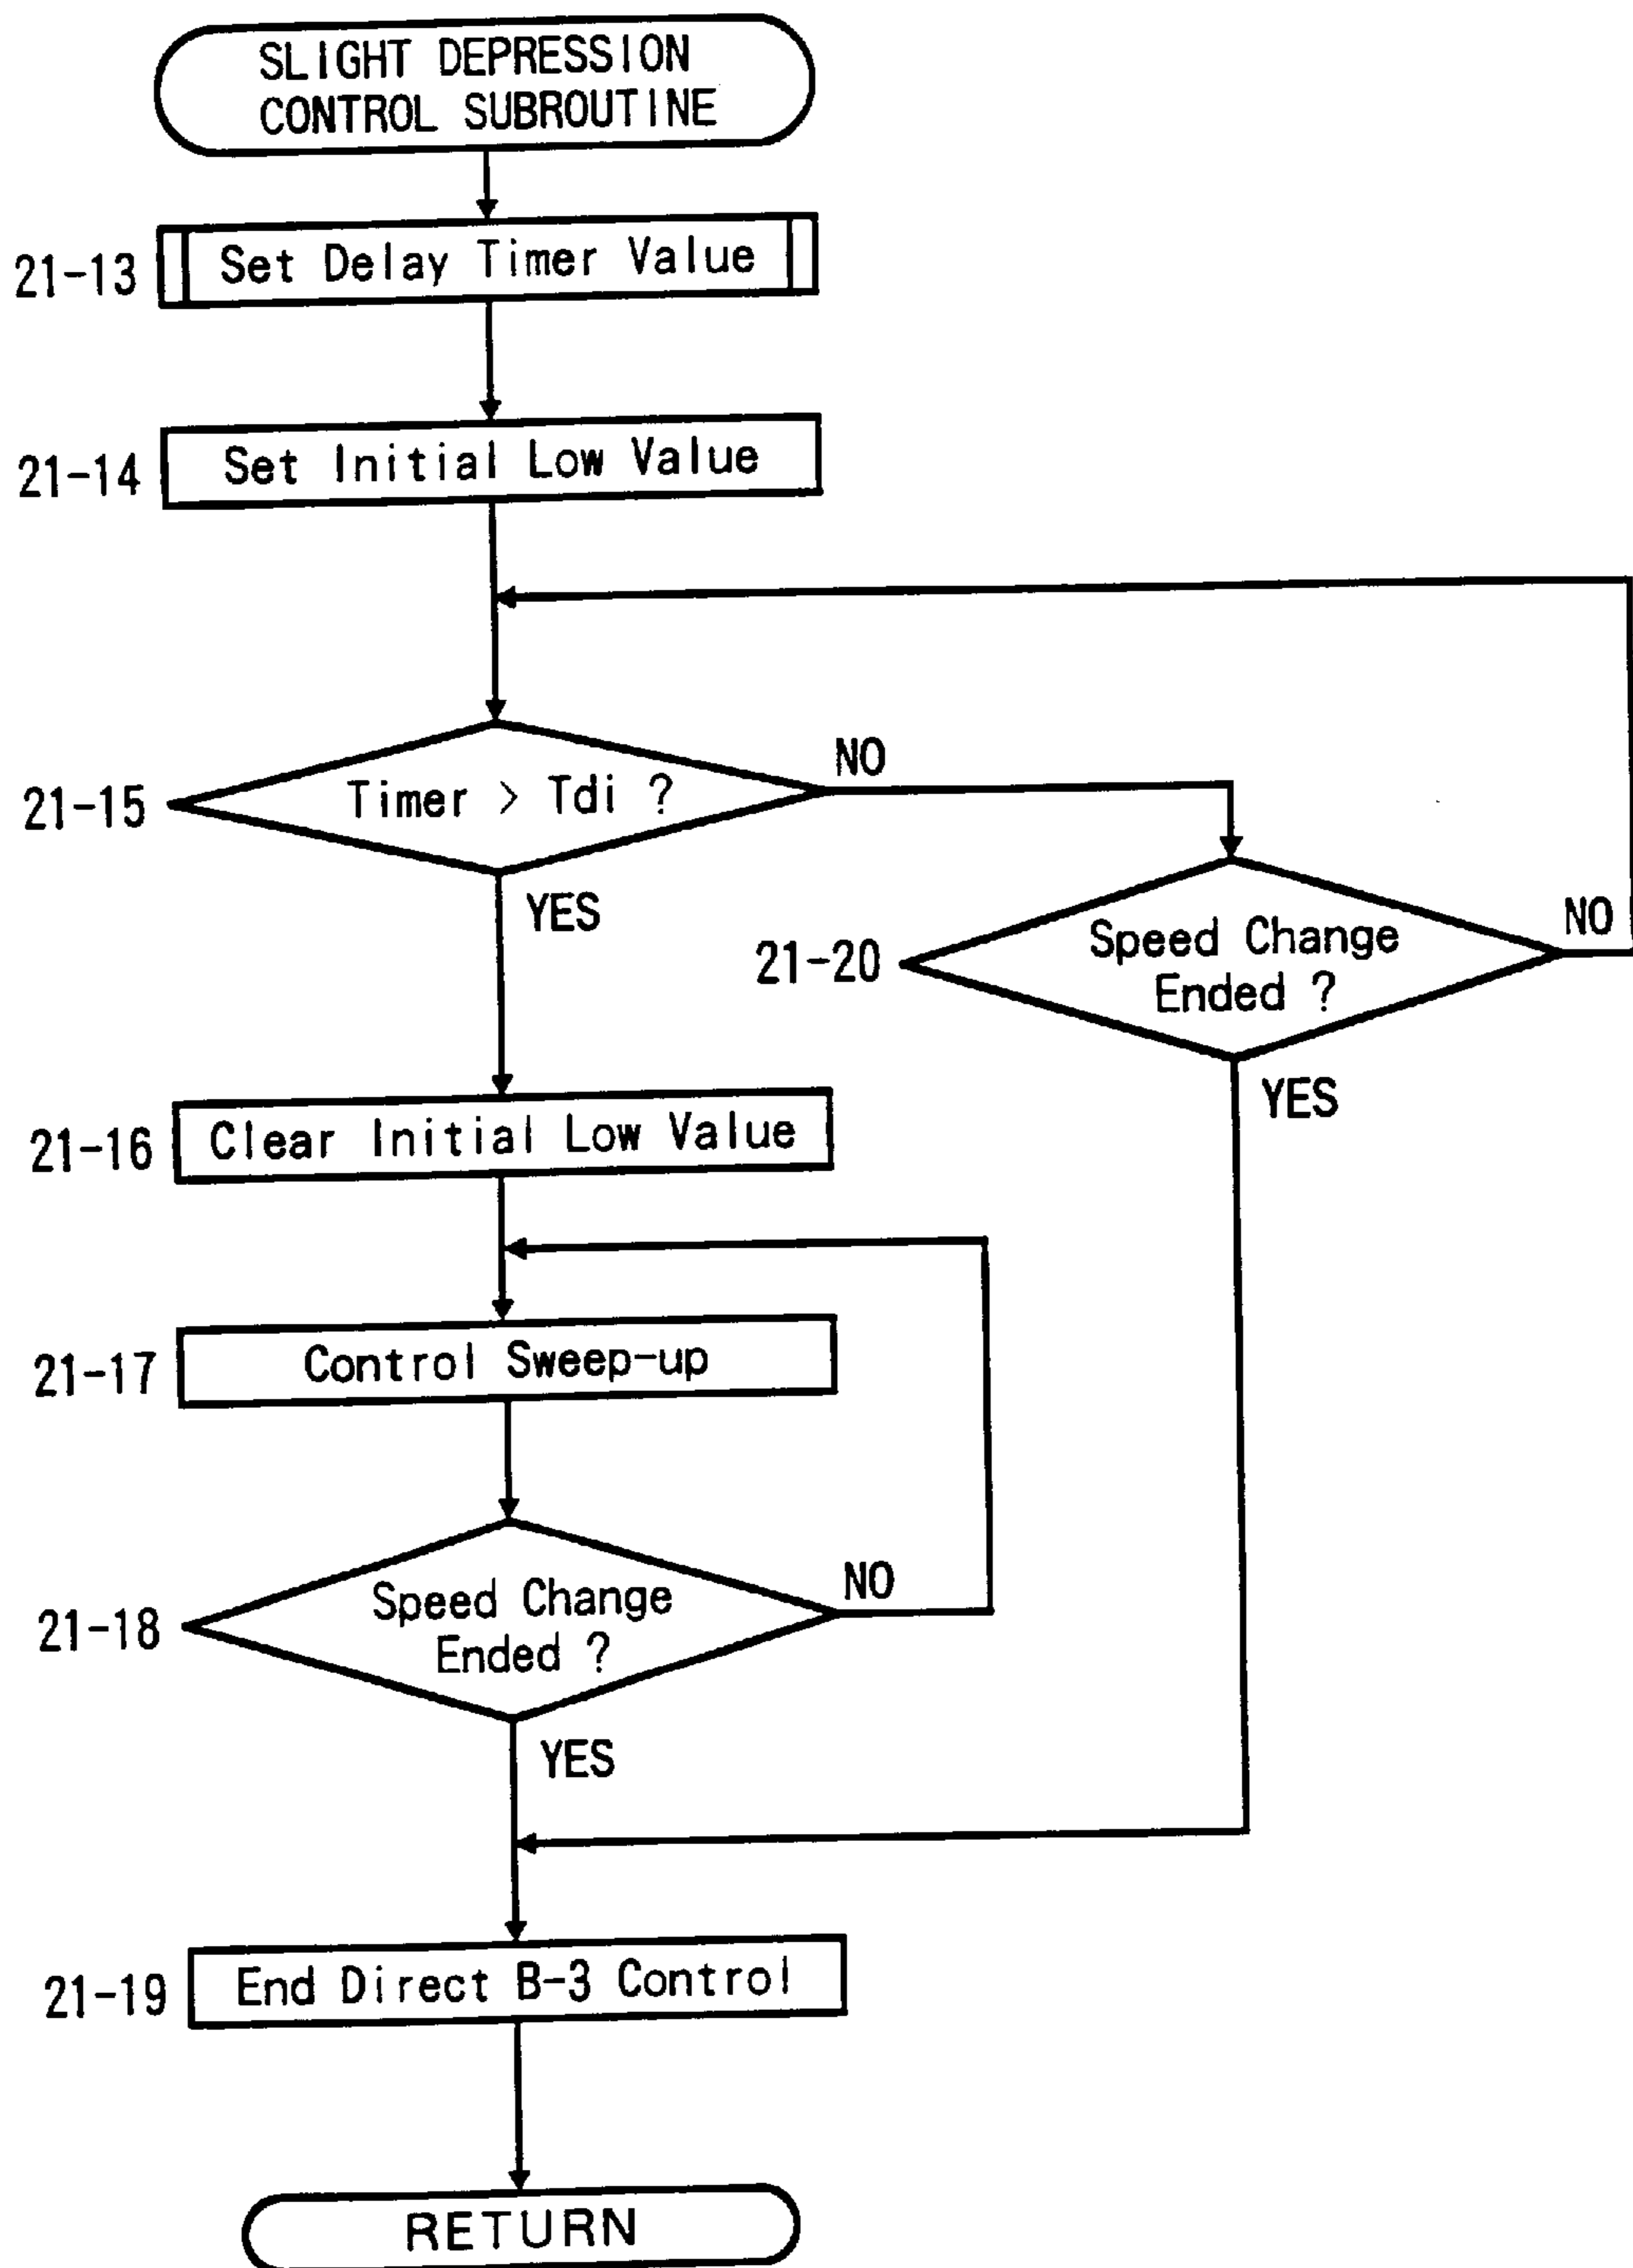 SLIGHT DEPRESSION
CONTROL SUBROUTINE
21-13
Set Delay Timer Value
21-14
Set Initial Low Value
21-15
Timer > Tdi ?
NO
YES
21-20
Speed Change
Ended ?
NO
YES
21-16
Clear Initial Low Value
21-17
Control Sweep-up
21-18
Speed Change
Ended ?
NO
YES
21-19
End Direct B-3 Control
RETURN